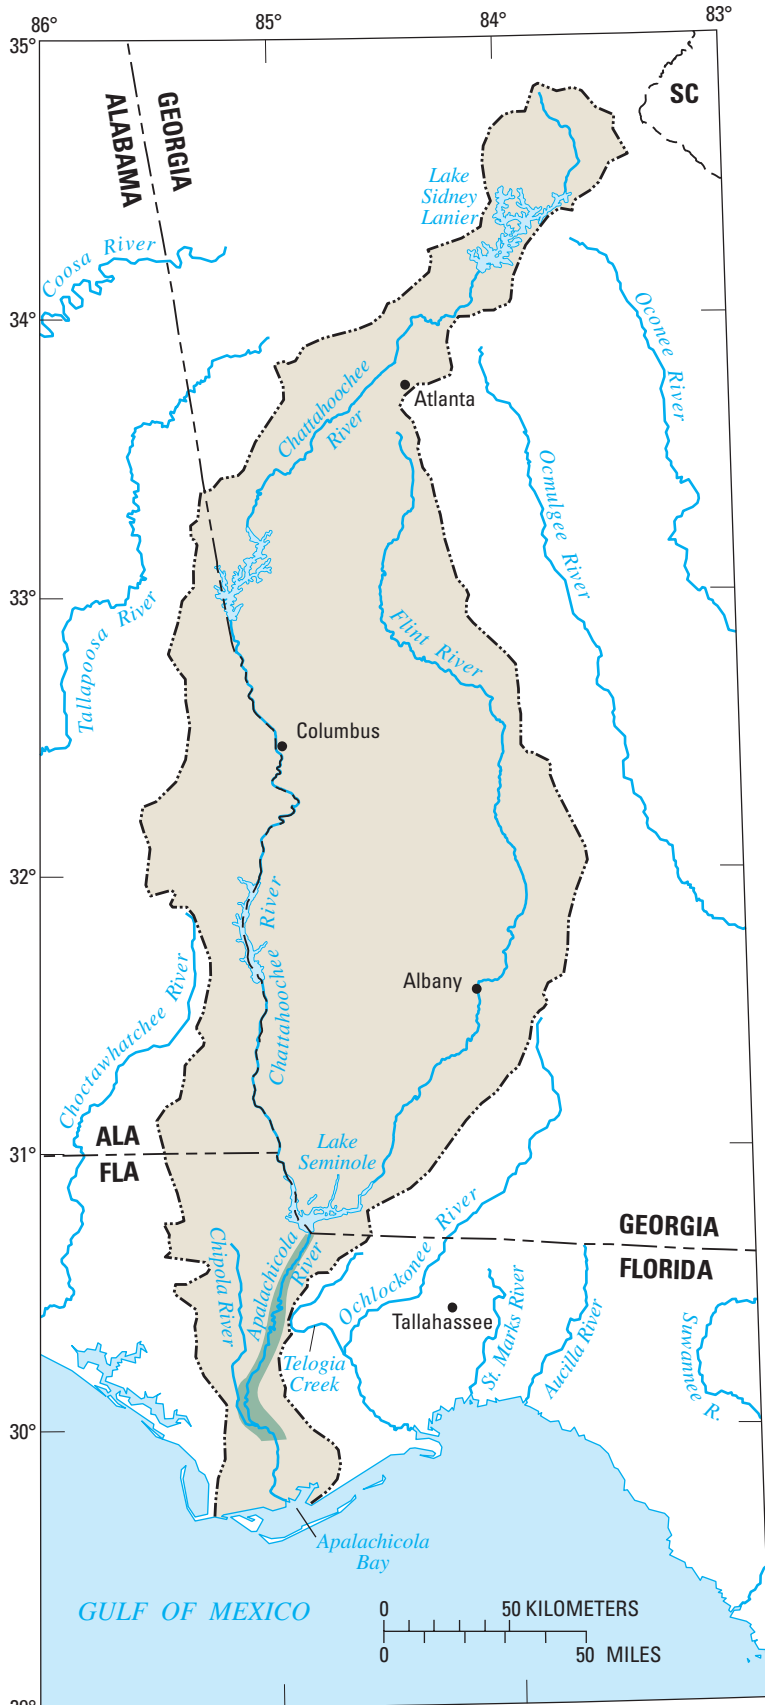 86°
85°
84°
83°
35°
ALABAMA
GEORGIA
SC
Lake
Sidney
Lanier
Coosa River
34°
Oconee River
Chattahoochee
River
Atlanta
Ocmulgee River
33°
Tallapoosa River
Flint River
Columbus
32°
River
Chattahoochee
Albany
Choctawhatchee River
ALA
31°
FLA
Lake
Seminole
GEORGIA
FLORIDA
Chipola River
Apalachicola
River
Ochlockonee River
Tallahassee
St. Marks River
Aucilla River
Suwannee R.
Telogia
Creek
30°
Apalachicola
Bay
GULF OF MEXICO
0 50 KILOMETERS
0 50 MILES